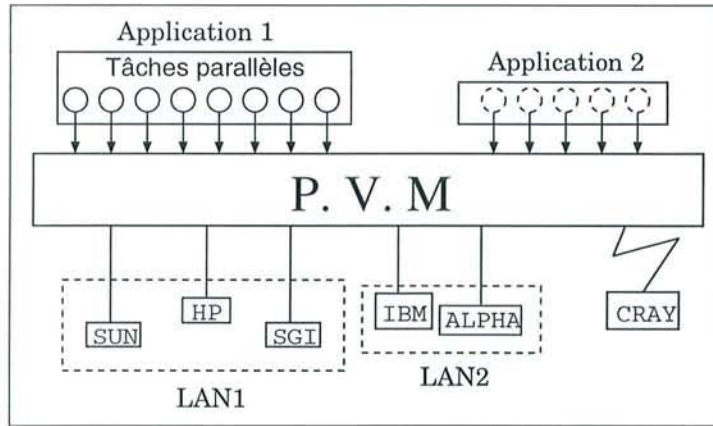 Application 1
Tâches parallèles
Application 2
P. V. M
SUN
HP
SGI
IBM
ALPHA
CRAY
LAN1
LAN2